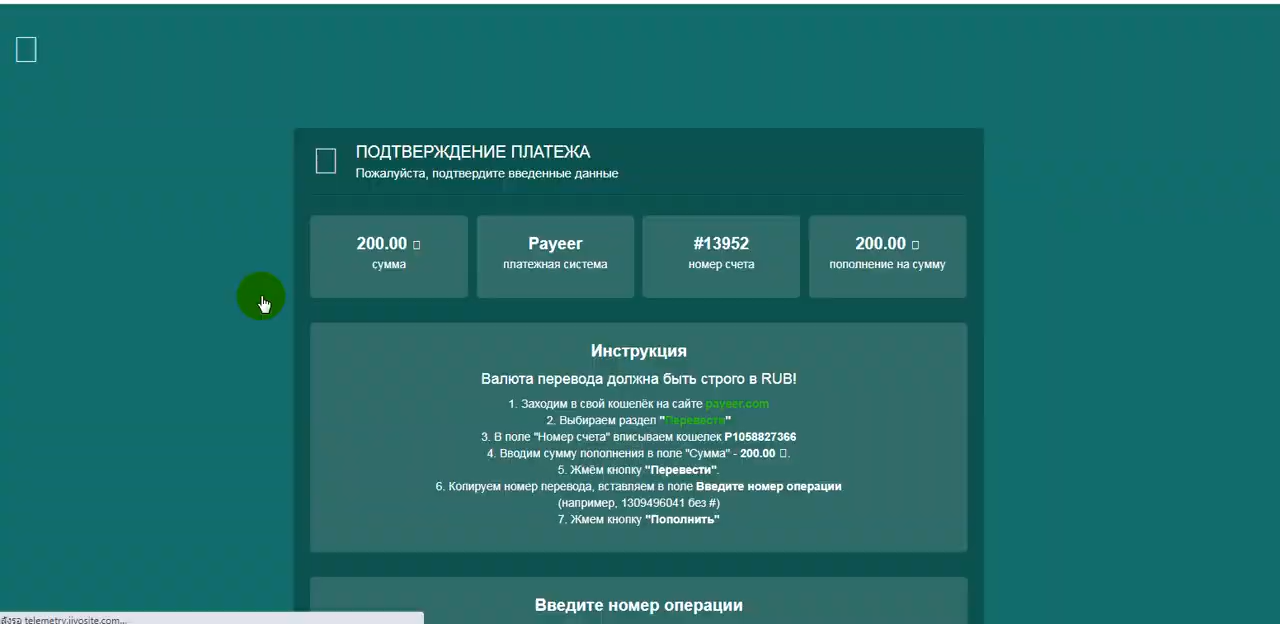 ПОДТВЕРЖДЕНИЕ ПЛАТЕЖА
Пожалуйста, подтвердите введенные данные
200.00
сумма
Payeer
платежная система
#13952
номер счета
200.00
пополнение на сумму
Инструкция
Валюта перевода должна быть строго в RUB!
1. Заходим в свой кошелёк на сайте payeer.com
2. Выбираем раздел "Перевести"
3. В поле "Номер счета" вписываем кошелек P1058827366
4. Вводим сумму пополнения в поле "Сумма" - 200.00 .
5. Жмём кнопку "Перевести".
6. Копируем номер перевода, вставляем в поле Введите номер операции
(например, 1309496041 без #)
7. Жмем кнопку "Пополнить"
Введите номер операции
telemetry.jivosite.com...